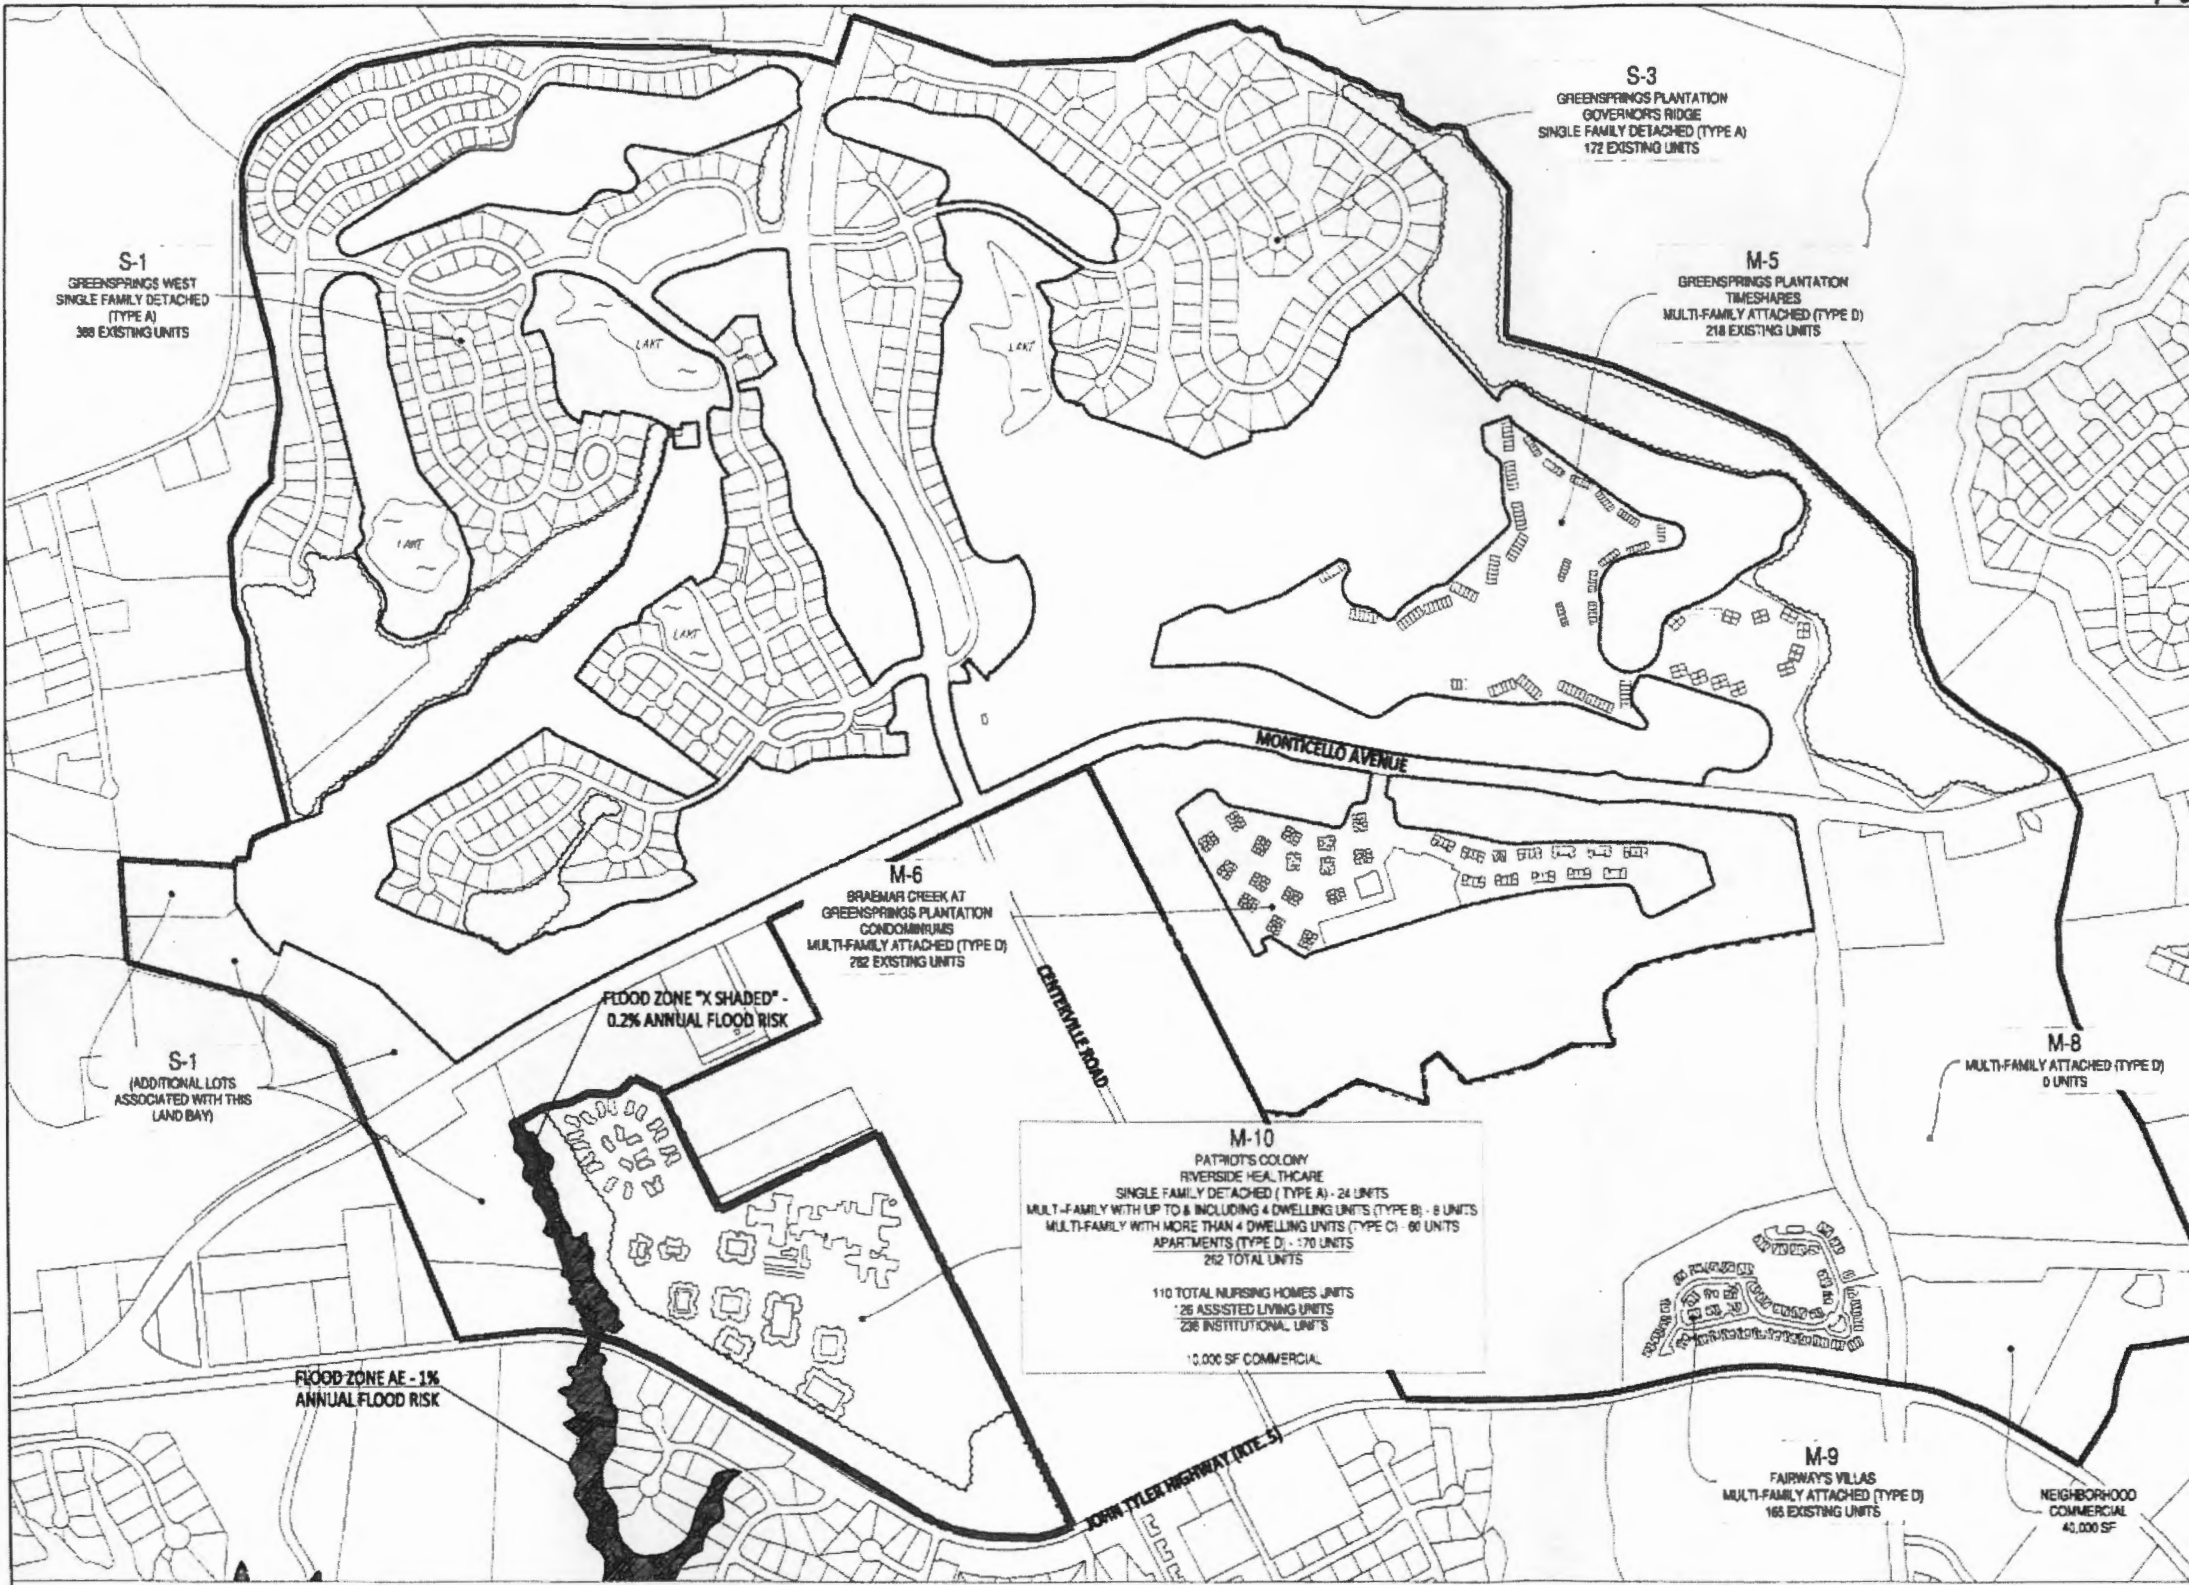 S-3
GREENSPRINGS PLANTATION
GOVERNOR'S RIDGE
SINGLE FAMILY DETACHED (TYPE A)
172 EXISTING UNITS
S-1
GREENSPRINGS WEST
SINGLE FAMILY DETACHED
(TYPE A)
EXISTING UNITS
M-5
GREENSPRINGS PLANTATION
TIMESHARES
MULTI-FAMILY ATTACHED (TYPE D)
218 EXISTING UNITS
LAKE
LAKE
LAKE
LAKE
MONTICELLO AVENUE
M-6
BRAEMAR CREEK AT
GREENSPRINGS PLANTATION
CONDOMINIUMS
MULTI-FAMILY ATTACHED (TYPE D)
EXISTING UNITS
CENTERVILLE ROAD
FLOOD ZONE "X SHADED" -
0.2% ANNUAL FLOOD RISK
S-1
(ADDITIONAL LOTS
ASSOCIATED WITH THIS
LAND BAY)
M-8
MULTI-FAMILY ATTACHED (TYPE D)
0 UNITS
M-10
PATRIOT'S COLONY
RIVERSIDE HEALTHCARE
SINGLE FAMILY DETACHED ( TYPE A) - 24 UNITS
MULTI-FAMILY WITH UP TO & INCLUDING 4 DWELLING UNITS (TYPE B) - 8 UNITS
MULTI-FAMILY WITH MORE THAN 4 DWELLING UNITS (TYPE C) - 60 UNITS
APARTMENTS (TYPE D) - 170 UNITS
262 TOTAL UNITS
110 TOTAL NURSING HOMES UNITS
126 ASSISTED LIVING UNITS
236 INSTITUTIONAL UNITS
10,000 SF COMMERCIAL
FLOOD ZONE AE - 1%
ANNUAL FLOOD RISK
JOHN TYLER HIGHWAY (RTE. 5)
M-9
FAIRWAYS VILLAS
MULTI-FAMILY ATTACHED (TYPE D)
EXISTING UNITS
NEIGHBORHOOD
COMMERCIAL
40,000 SF